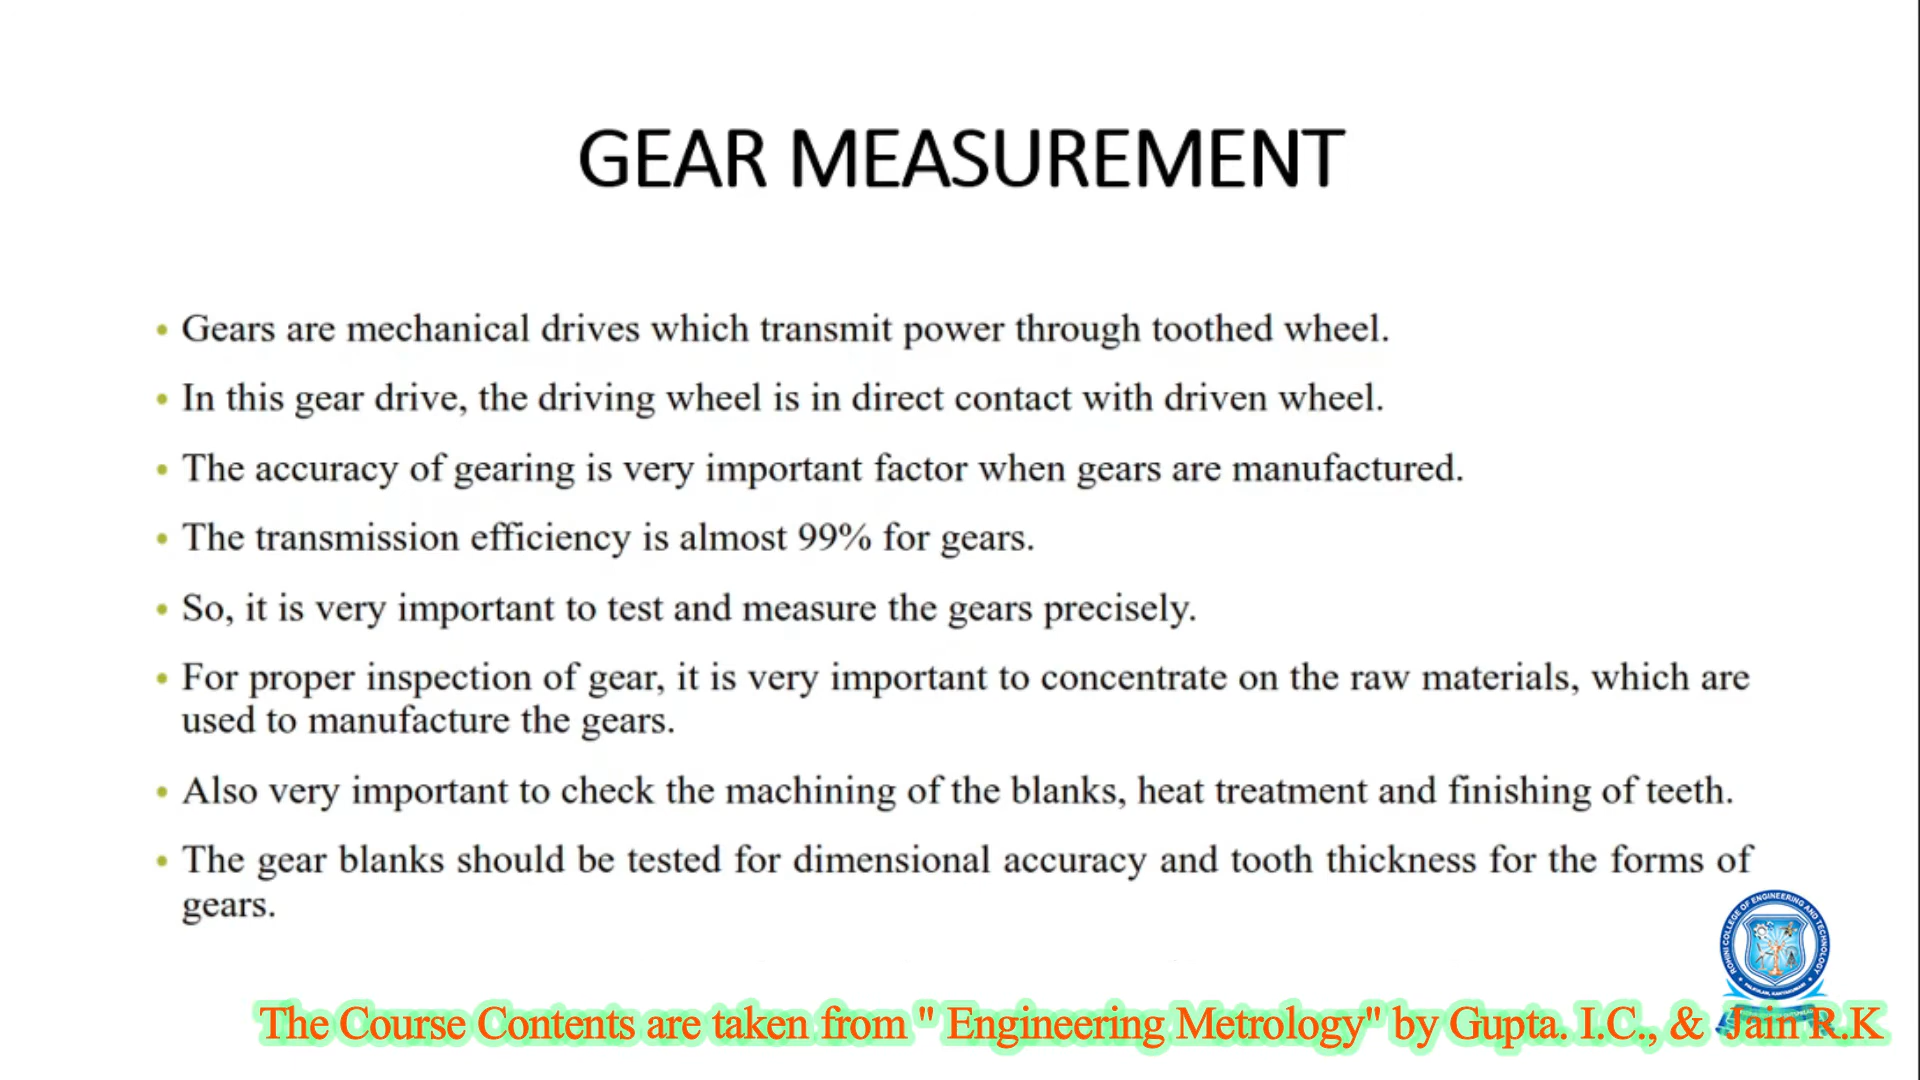 GEAR MEASUREMENT
• Gears are mechanical drives which transmit power through toothed wheel.
• In this gear drive, the driving wheel is in direct contact with driven wheel.
• The accuracy of gearing is very important factor when gears are manufactured.
• The transmission efficiency is almost 99% for gears.
• So, it is very important to test and measure the gears precisely.
• For proper inspection of gear, it is very important to concentrate on the raw materials, which are
used to manufacture the gears.
• Also very important to check the machining of the blanks, heat treatment and finishing of teeth.
• The gear blanks should be tested for dimensional accuracy and tooth thickness for the forms of
gears.
ROHINI COLLEGE OF ENGINEERING AND TECHNOLOGY
The Course Contents are taken from " Engineering Metrology" by Gupta. I.C., & Jain R.K